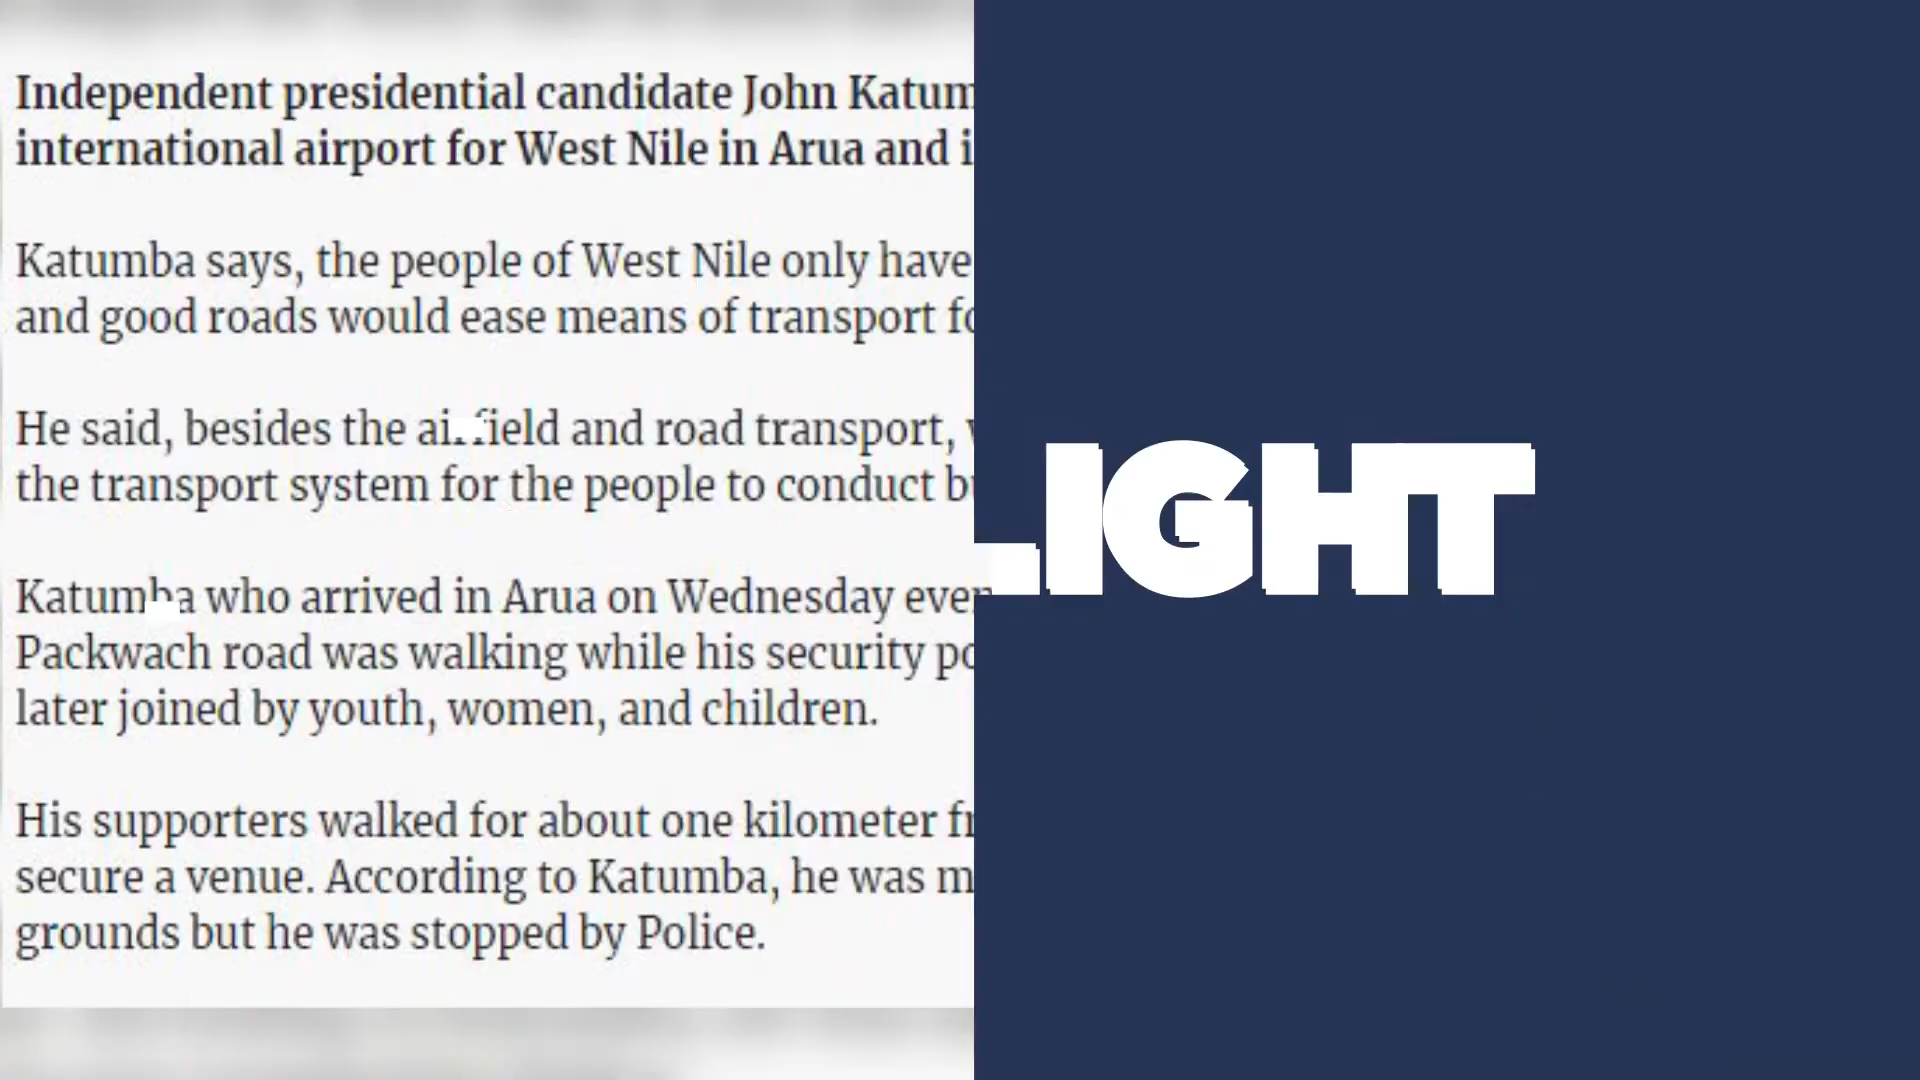 Independent presidential candidate John Katum
international airport for West Nile in Arua and i
Katumba says, the people of West Nile only have
and good roads would ease means of transport fo
He said, besides the airfield and road transport,
the transport system for the people to conduct bu
Katumba who arrived in Arua on Wednesday even
Packwach road was walking while his security po
later joined by youth, women, and children.
His supporters walked for about one kilometer fr
secure a venue. According to Katumba, he was m
grounds but he was stopped by Police.
LIGHT